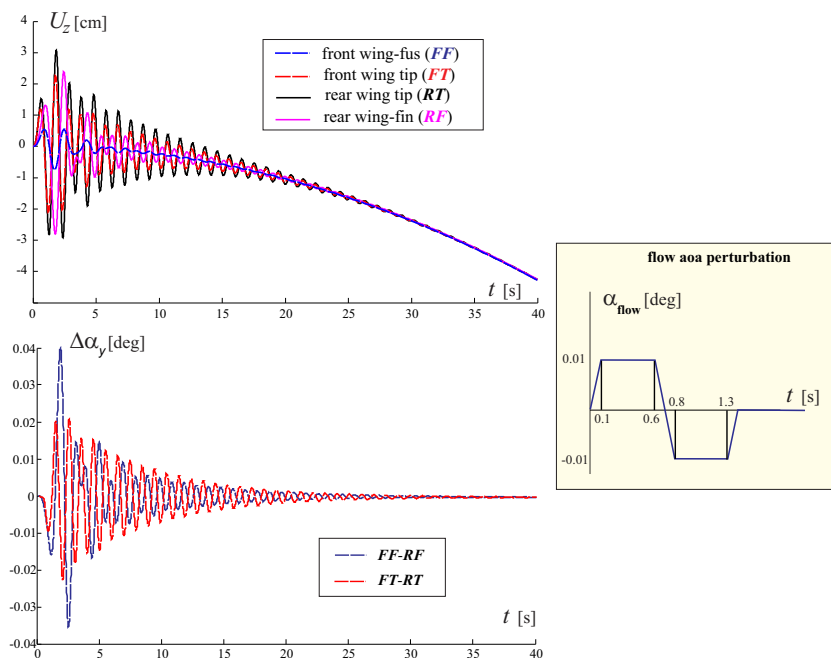 U_z [cm]
4
3
2
1
0
-1
-2
-3
-4
front wing-fus (FF)
front wing tip (FT)
rear wing tip (RT)
rear wing-fin (RF)
t [s]
0 5 10 15 20 25 30 35 40
flow aoa perturbation
α_flow [deg]
0.01
-0.01
t [s]
0.1 0.6 0.8 1.3
Δα_y [deg]
0.04
0.03
0.02
0.01
0
-0.01
-0.02
-0.03
-0.04
FF-RF
FT-RT
t [s]
0 5 10 15 20 25 30 35 40